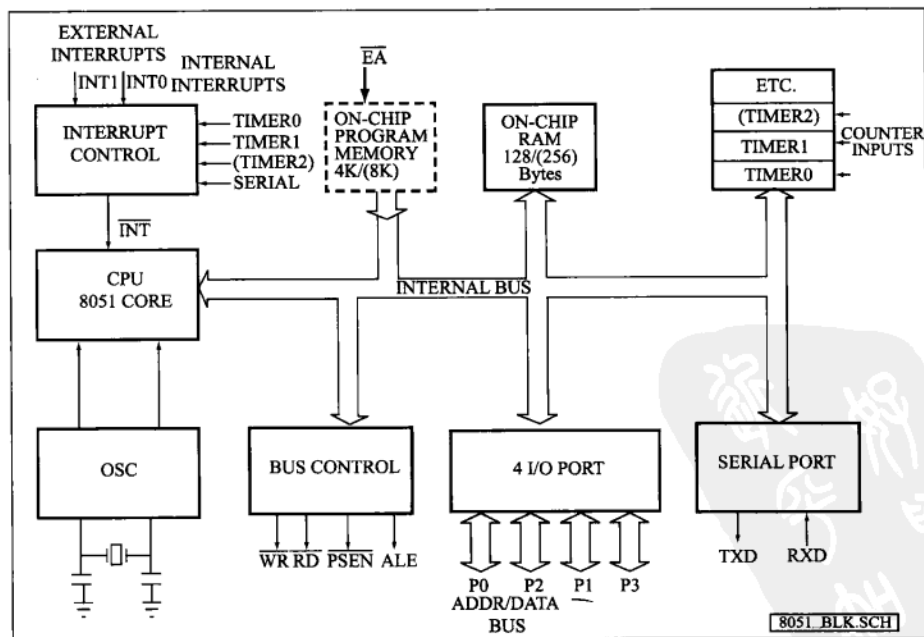 EXTERNAL
INTERRUPTS
INTERNAL
INTERRUPTS
INT1
INT0
INTERRUPT
CONTROL
TIMER0
TIMER1
(TIMER2)
SERIAL
EA
ON-CHIP
PROGRAM
MEMORY
4K/(8K)
ON-CHIP
RAM
128/(256)
Bytes
ETC.
(TIMER2)
TIMER1
TIMER0
COUNTER
INPUTS
INT
CPU
8051 CORE
INTERNAL BUS
OSC
BUS CONTROL
4 I/O PORT
SERIAL PORT
WR RD PSEN ALE
P0 P2 P1 P3
ADDR/DATA
BUS
TXD RXD
8051_BLK.SCH